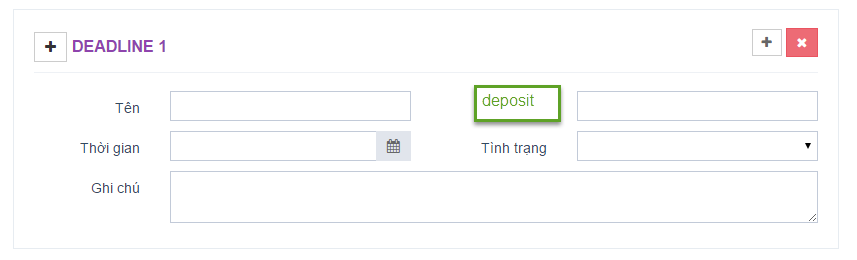 DEADLINE 1
Tên
deposit
Thời gian
Tình trạng
Ghi chú